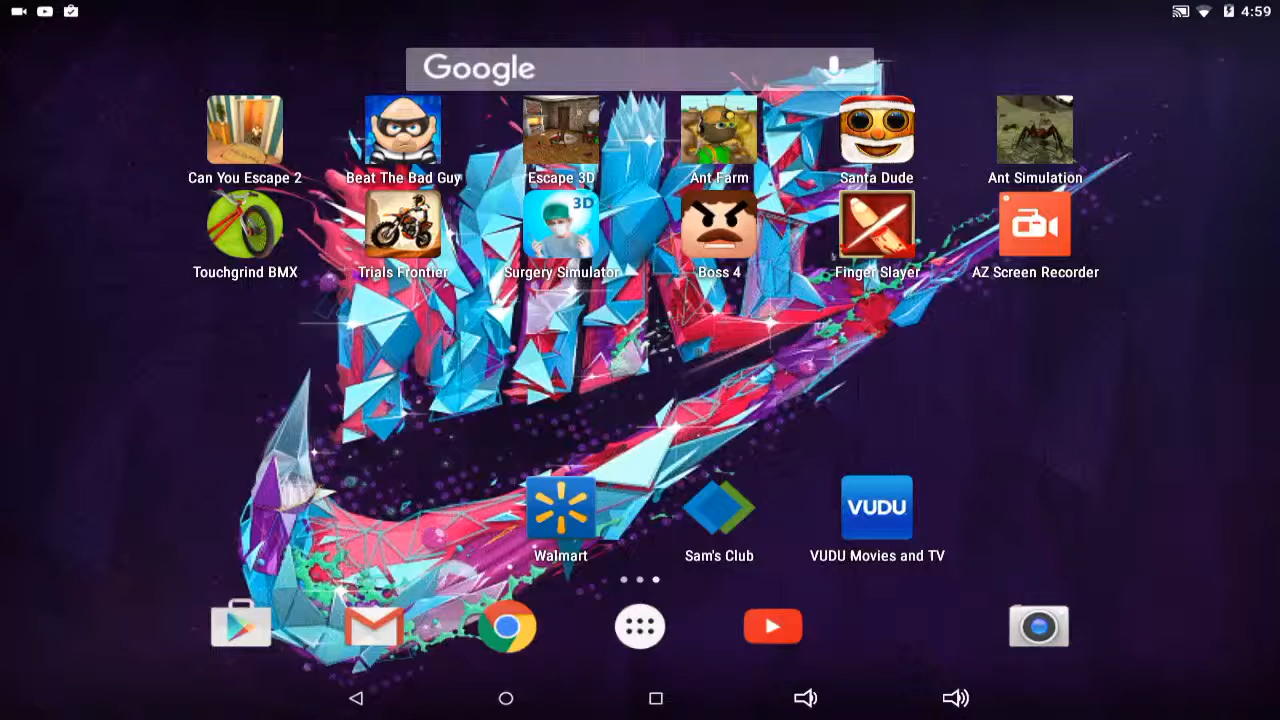 4:59
Google
Can You Escape 2
Beat The Bad Guy
Escape 3D
Ant Farm
Santa Dude
Ant Simulation
3D
Touchgrind BMX
Trials Frontier
Surgery Simulator
Boss 4
Finger Slayer
AZ Screen Recorder
VUDU
Walmart
Sam's Club
VUDU Movies and TV